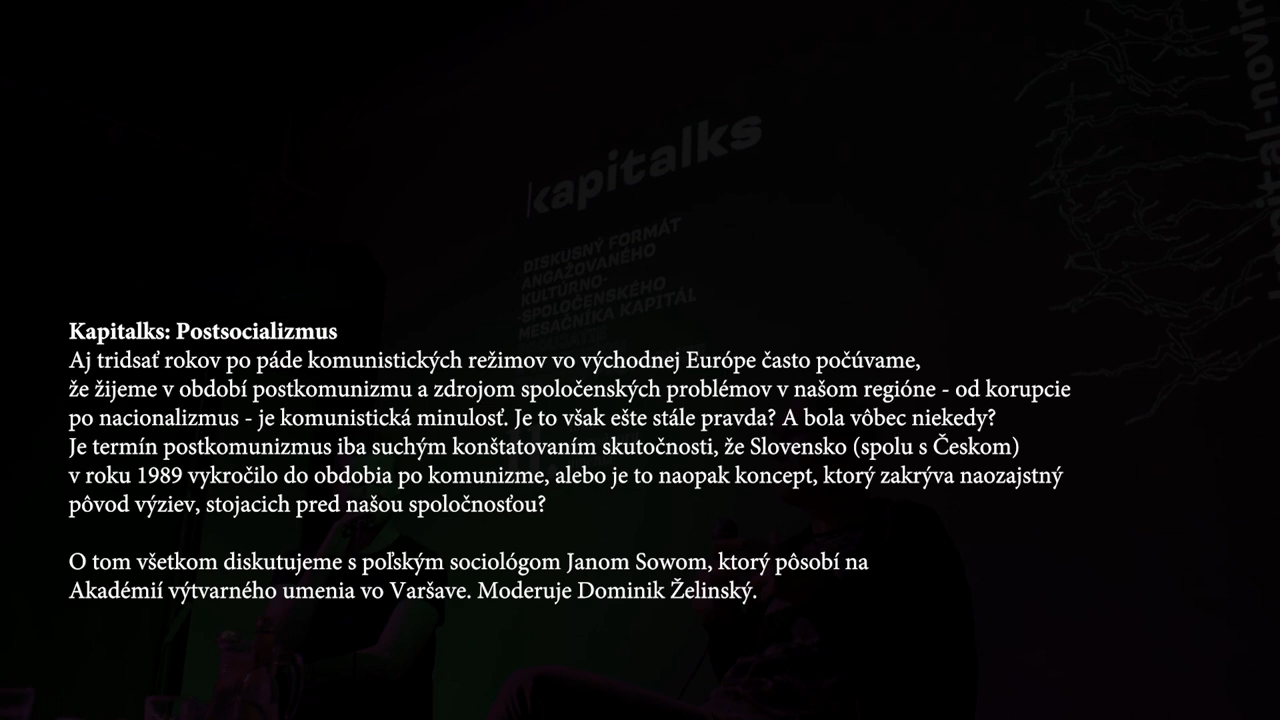 kapitalks
DISKUSNÝ FORMÁT
ANGAŽOVANÉHO
KULTÚRNO-
-SPOLOČENSKÉHO
MESAČNÍKA KAPITÁL
Kapitalks: Postsocializmus
Aj tridsať rokov po páde komunistických režimov vo východnej Európe často počúvame,
že žijeme v období postkomunizmu a zdrojom spoločenských problémov v našom regióne - od korupcie
po nacionalizmus - je komunistická minulosť. Je to však ešte stále pravda? A bola vôbec niekedy?
Je termín postkomunizmus iba suchým konštatovaním skutočnosti, že Slovensko (spolu s Českom)
v roku 1989 vykročilo do obdobia po komunizme, alebo je to naopak koncept, ktorý zakrýva naozajstný
pôvod výziev, stojacich pred našou spoločnosťou?
O tom všetkom diskutujeme s poľským sociológom Janom Sowom, ktorý pôsobí na
Akadémií výtvarného umenia vo Varšave. Moderuje Dominik Želinský.